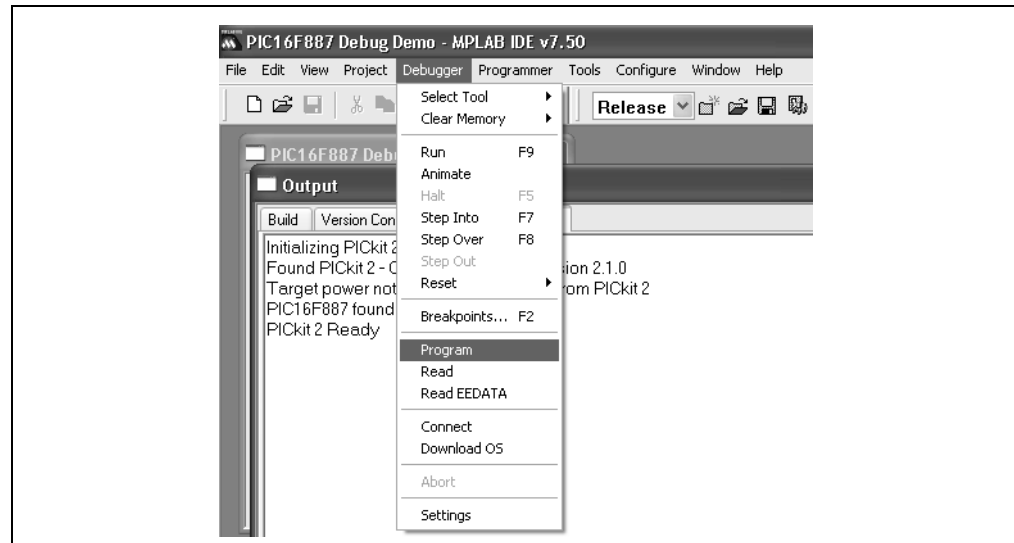 PIC16F887 Debug Demo - MPLAB IDE v7.50
File Edit View Project Debugger Programmer Tools Configure Window Help
Release
Select Tool
Clear Memory
Run F9
Animate
Halt F5
Step Into F7
Step Over F8
Step Out
Reset
Breakpoints... F2
Program
Read
Read EEDATA
Connect
Download OS
Abort
Settings
PIC16F887
Output
Build Version
Initializing PICkit 2
Found PICkit 2 - sion 2.1.0
Target power not from PICkit 2
PIC16F887 found
PICkit 2 Ready